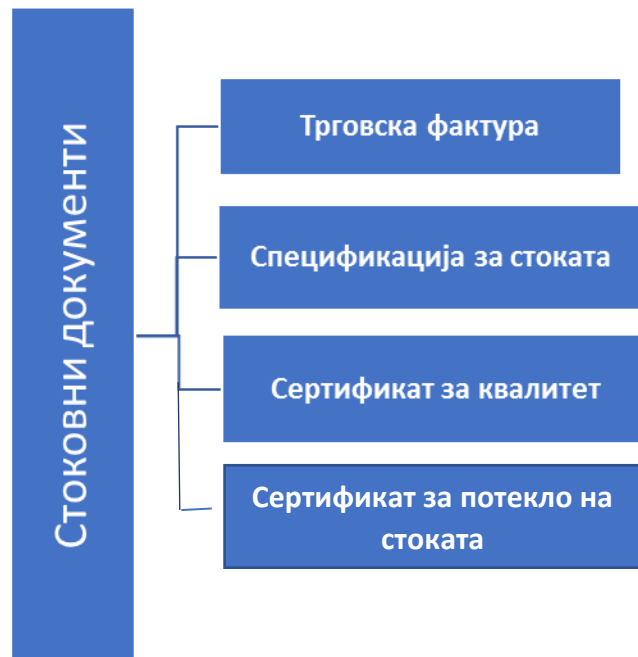 Стоковни документи
Трговска фактура
Спецификација за стоката
Сертификат за квалитет
Сертификат за потекло на
стоката